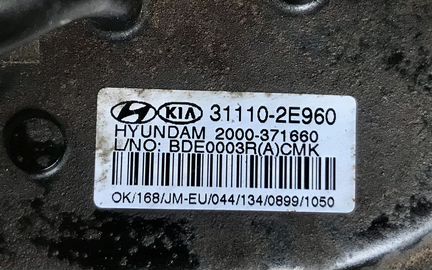 KIA 31110-2E960
HYUNDAM 2000-371660
L/NO: BDE0003R(A)CMK
OK/168/JM-EU/044/134/0899/1050